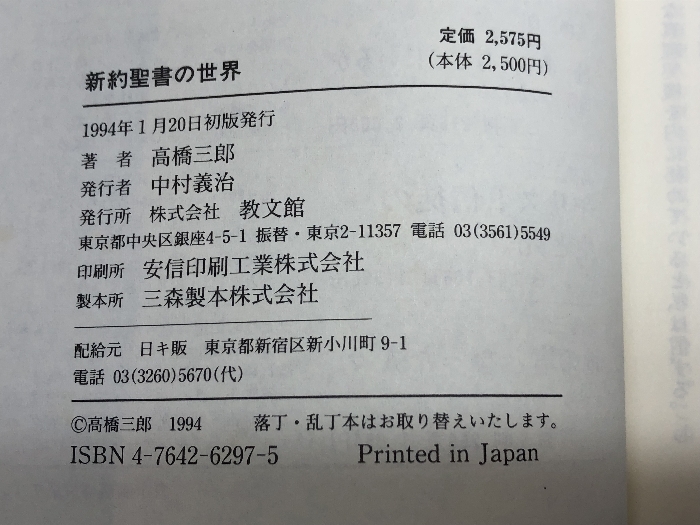 新約聖書の世界
定価 2,575円
(本体 2,500円)
1994年1月20日初版発行
著 者 高橋三郎
発行者 中村義治
発行所 株式会社 教文館
東京都中央区銀座4-5-1 振替・東京2-11357 電話 03(3561)5549
印刷所 安信印刷工業株式会社
製本所 三森製本株式会社
配給元 日キ販 東京都新宿区新小川町9-1
電話 03(3260)5670(代)
©高橋三郎 1994 落丁・乱丁本はお取り替えいたします。
ISBN 4-7642-6297-5 Printed in Japan